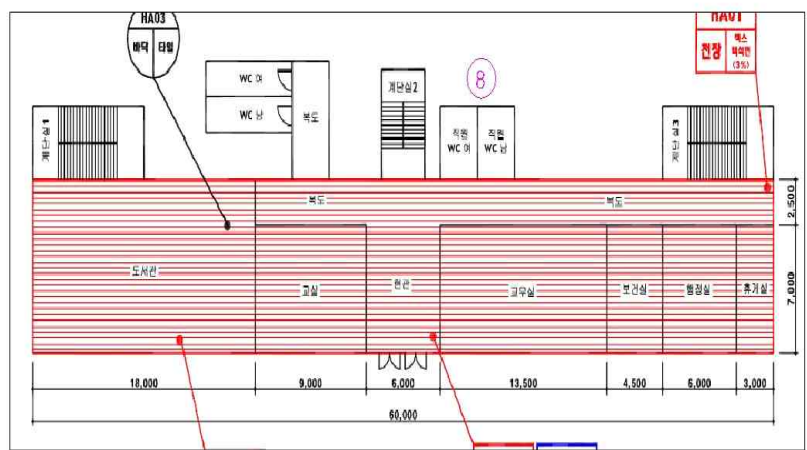 HA03
바닥 타일
HA01
천장 텍스
백석면
(3%)
WC 여
WC 남
복도
계단실2
8
직원
WC 여
직원
WC 남
계단실1
계단실3
복도
복도
2,500
도서관
교실
현관
교무실
보건실
행정실
휴게실
7,000
18,000
9,000
6,000
13,500
4,500
6,000
3,000
60,000